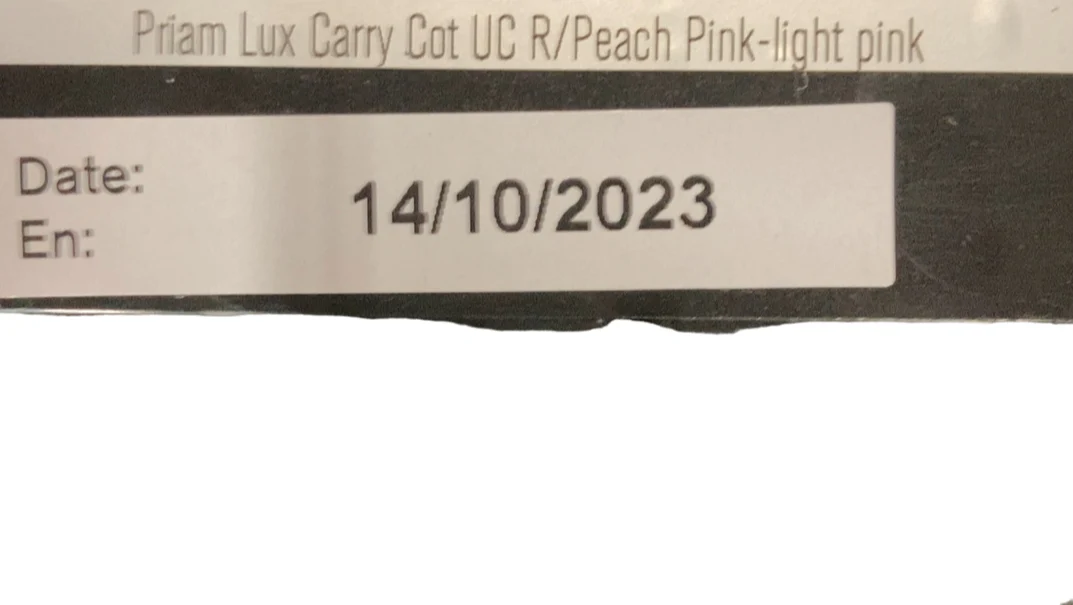 Priam Lux Carry Cot UC R/Peach Pink-light pink
Date:
14/10/2023
En: